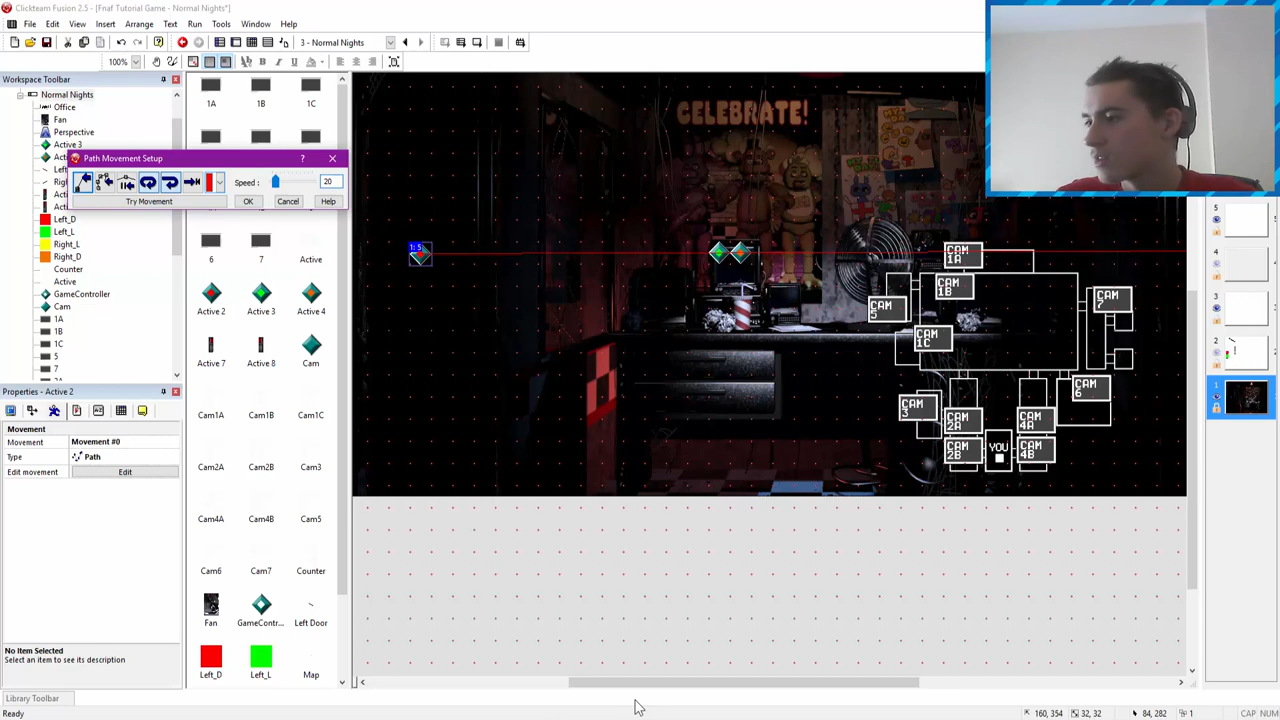 Clickteam Fusion 2.5 - [Fnaf Tutorial Game - Normal Nights*]
File Edit View Insert Arrange Text Run Tools Window Help
3 - Normal Nights
100%
Workspace Toolbar
Normal Nights
Office
Fan
Perspective
Active 3
Left_D
Left_L
Right_L
Right_D
Counter
Active
GameController
Cam
1A
1B
1C
5
7
Path Movement Setup
Speed :
20
Try Movement
OK
Cancel
Help
1A 1B 1C
6 7 Active
Active 2 Active 3 Active 4
Active 7 Active 8 Cam
Cam1A Cam1B Cam1C
Cam2A Cam2B Cam3
Cam4A Cam4B Cam5
Cam6 Cam7 Counter
Fan GameContr... Left Door
Left_D Left_L Map
Properties - Active 2
Movement
Movement Movement #0
Type Path
Edit movement Edit
No Item Selected
Select an item to see its description
Library Toolbar
Ready
CELEBRATE!
1: 5
CAM 1A
CAM 1B
CAM 5
CAM 7
CAM 1C
CAM 3
CAM 6
CAM 2A
CAM 4A
CAM 2B
YOU
CAM 4B
5
4
3
2
1
160, 354
32, 32
84, 282
1
CAP NUM